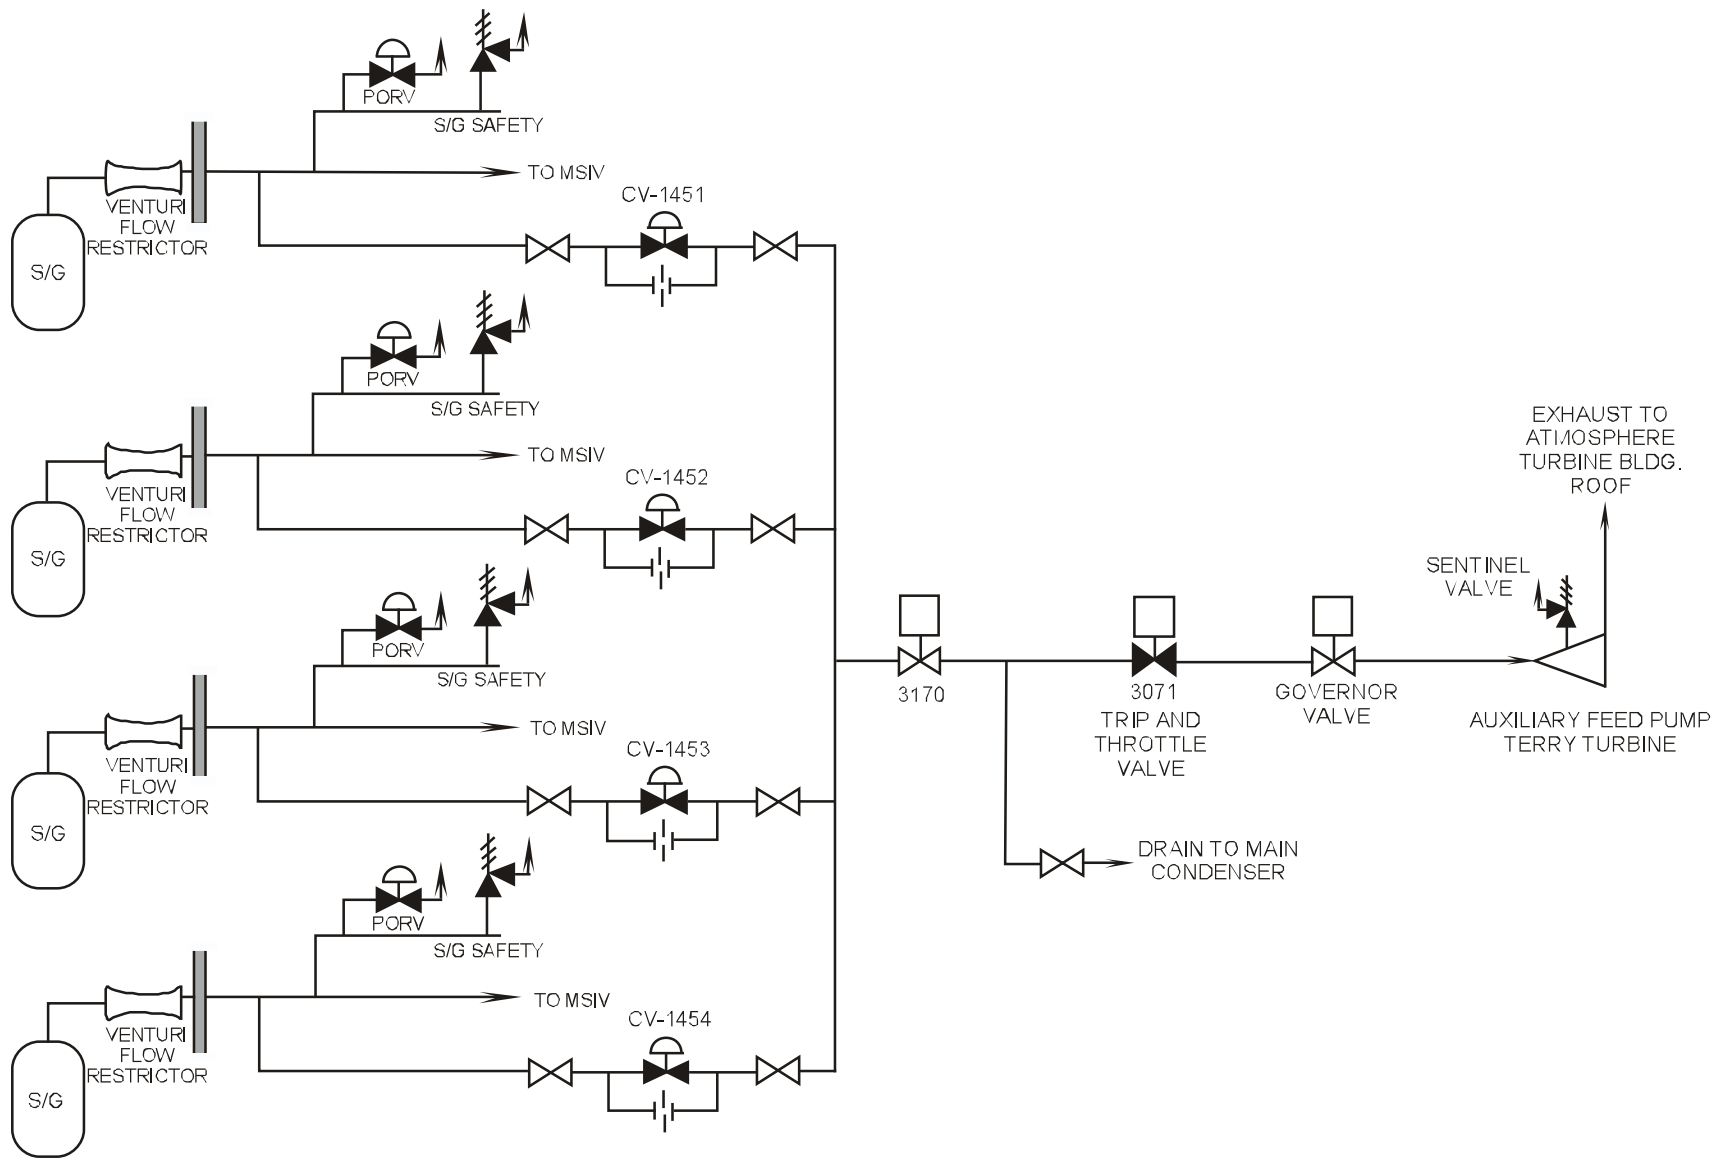 PORV
S/G SAFETY
TO MSIV
VENTURI
FLOW
RESTRICTOR
S/G
CV-1451
PORV
S/G SAFETY
TO MSIV
VENTURI
FLOW
RESTRICTOR
S/G
CV-1452
PORV
S/G SAFETY
TO MSIV
VENTURI
FLOW
RESTRICTOR
S/G
CV-1453
PORV
S/G SAFETY
TO MSIV
VENTURI
FLOW
RESTRICTOR
S/G
CV-1454
3170
3071
TRIP AND
THROTTLE
VALVE
GOVERNOR
VALVE
SENTINEL
VALVE
EXHAUST TO
ATMOSPHERE
TURBINE BLDG.
ROOF
AUXILIARY FEED PUMP
TERRY TURBINE
DRAIN TO MAIN
CONDENSER